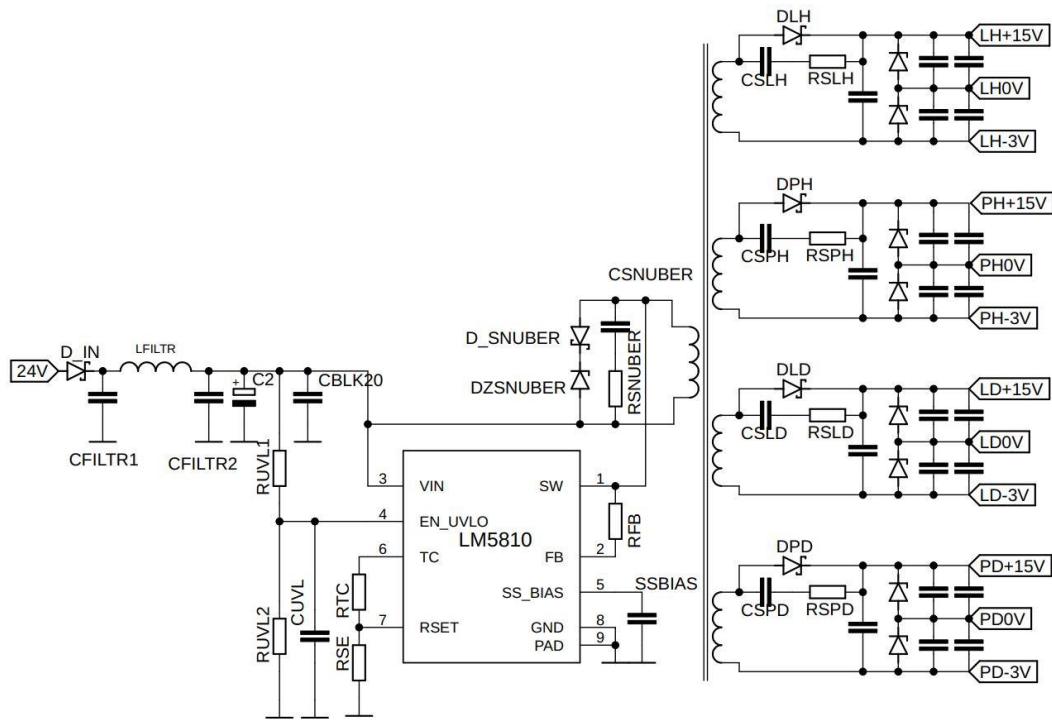 DLH
LH+15V
CSLH
RSLH
LH0V
LH-3V
DPH
PH+15V
CSPH
RSPH
PH0V
PH-3V
CSNUBER
D_SNUBER
RSNUBER
DZSNUBER
24V
D_IN
LFILTR
+
C2
CBLK20
CFILTR1
CFILTR2
RUVL1
DLD
LD+15V
CSLD
RSLD
LD0V
LD-3V
3
VIN
SW
1
4
EN_UVLO
LM5810
RFB
6
TC
FB
2
SS_BIAS
5
SSBIAS
RTC
7
RSET
GND
8
PAD
9
RUVL2
CUVL
RSE
DPD
PD+15V
CSPD
RSPD
PD0V
PD-3V